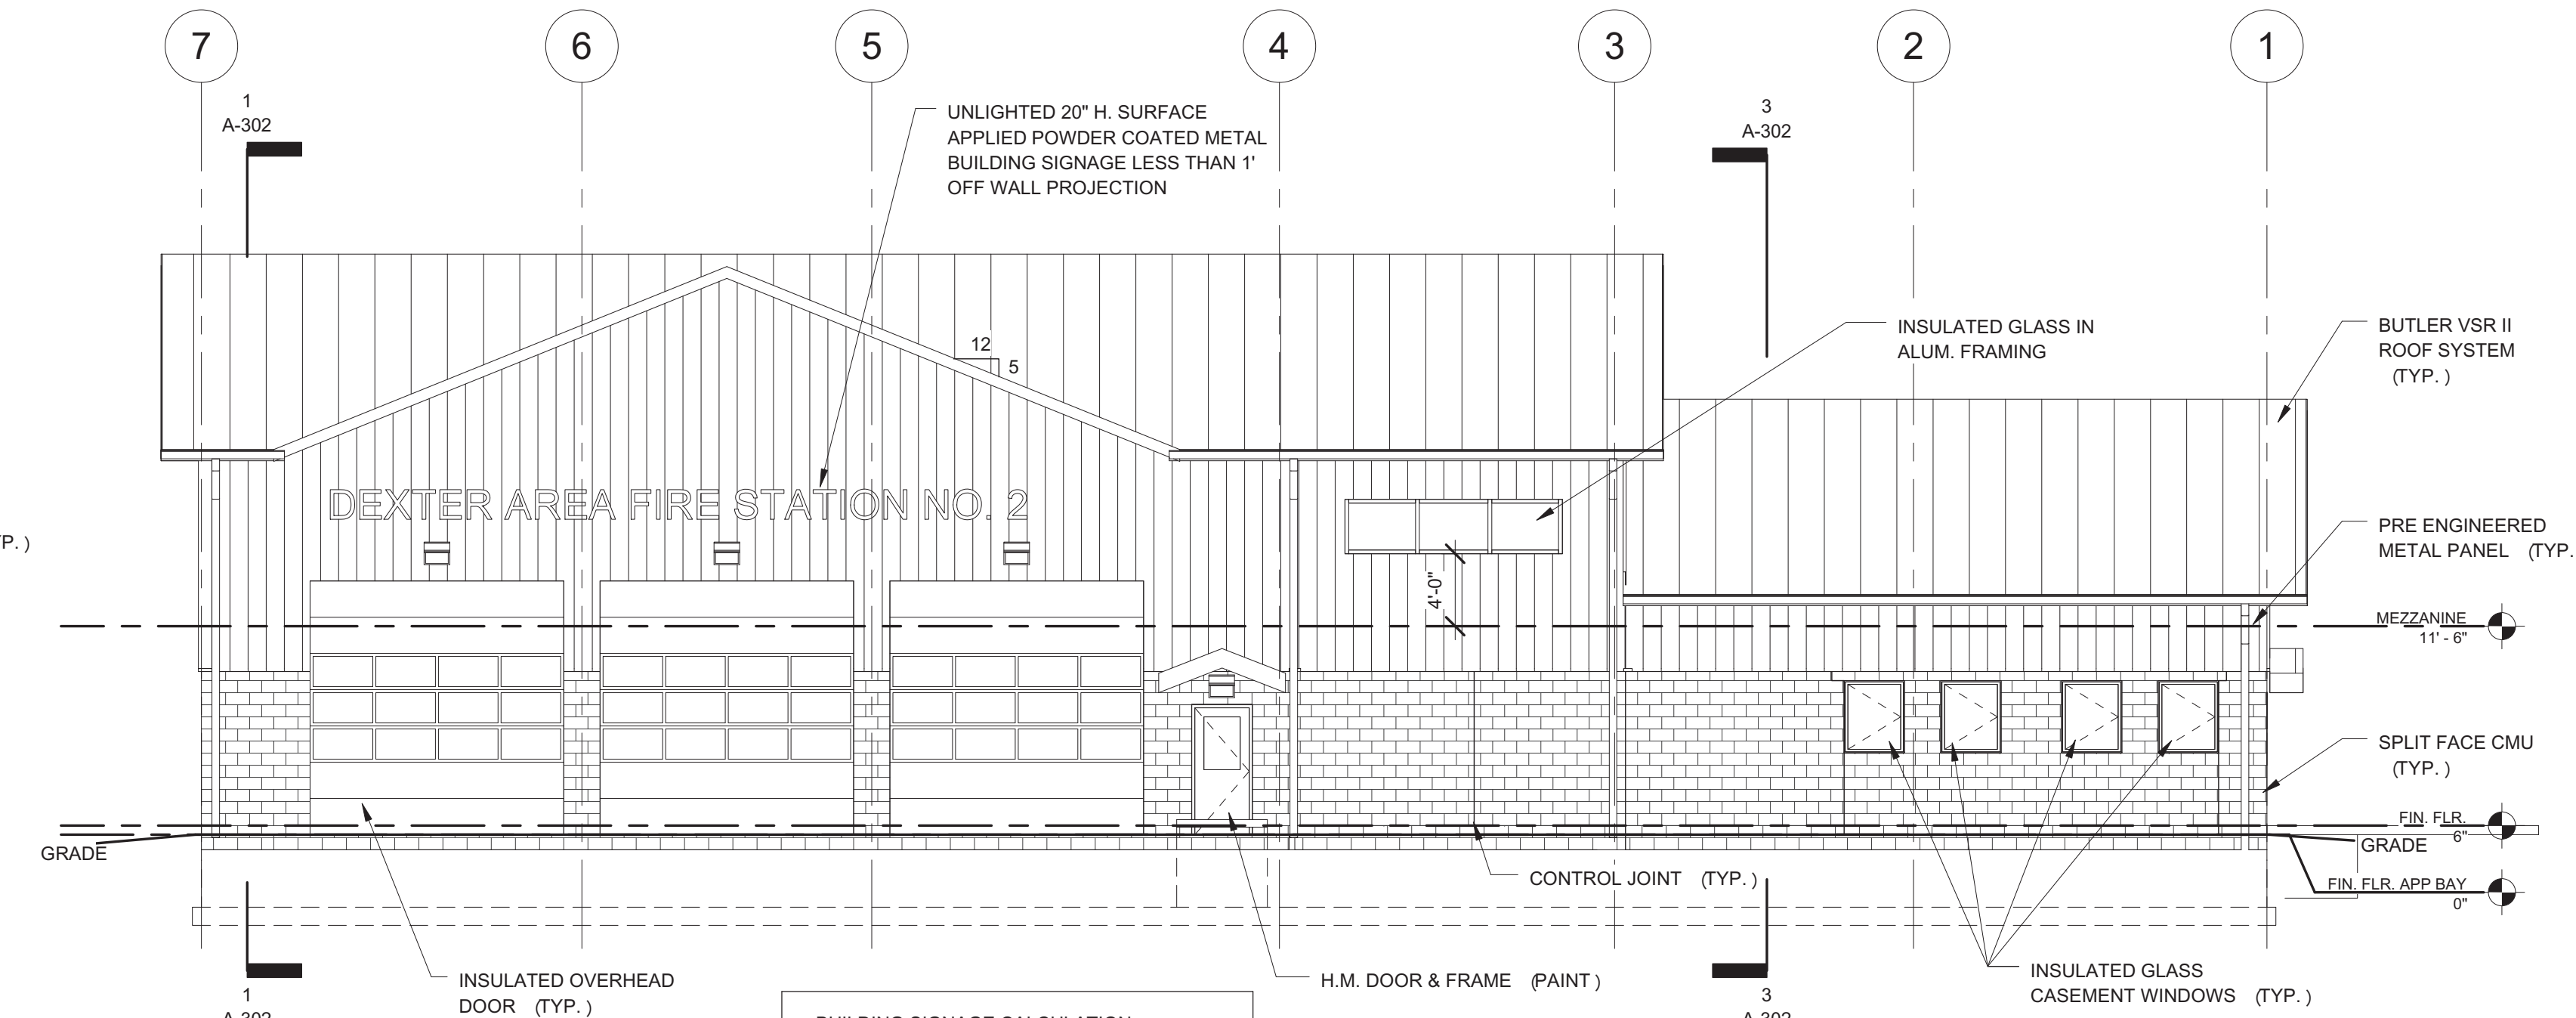 7
6
5
4
3
2
1
1
A-302
UNLIGHTED 20" H. SURFACE
APPLIED POWDER COATED METAL
BUILDING SIGNAGE LESS THAN 1'
OFF WALL PROJECTION
3
A-302
12
5
INSULATED GLASS IN
ALUM. FRAMING
BUTLER VSR II
ROOF SYSTEM
(TYP. )
DEXTER AREA FIRE STATION NO. 2
P. )
PRE ENGINEERED
METAL PANEL (TYP.
4'-0"
MEZZANINE
11' - 6"
SPLIT FACE CMU
(TYP. )
FIN. FLR.
6"
GRADE
GRADE
FIN. FLR. APP BAY
0"
CONTROL JOINT (TYP. )
INSULATED OVERHEAD
DOOR (TYP. )
H.M. DOOR & FRAME (PAINT )
INSULATED GLASS
CASEMENT WINDOWS (TYP. )
1
A-302
3
A-302
BUILDING SIGNAGE CALCULATION